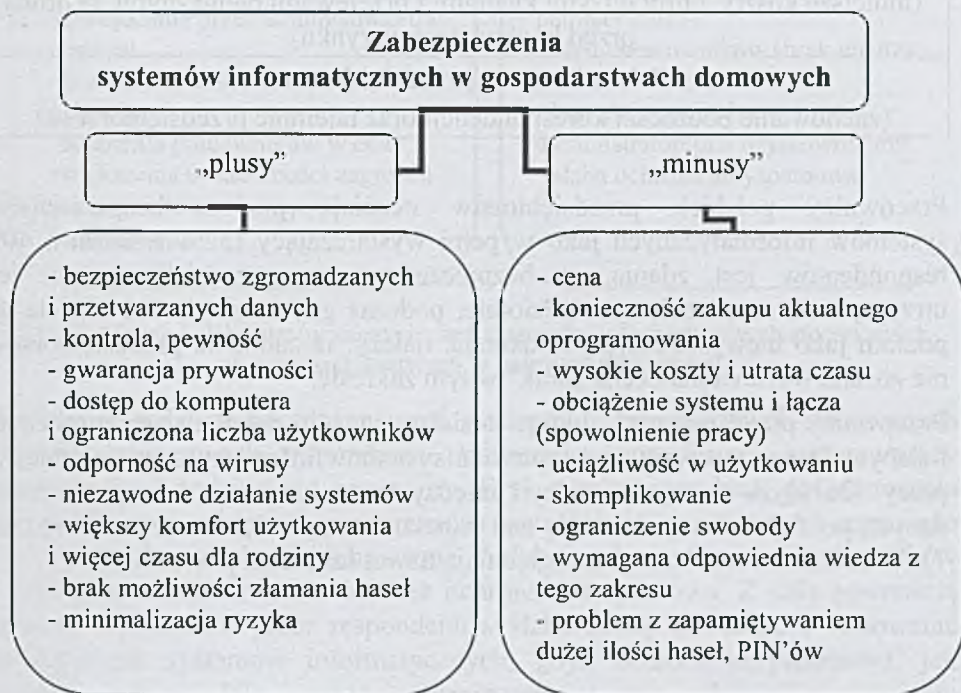 Zabezpieczenia
systemów informatycznych w gospodarstwach domowych
„plusy”
„minusy”
- bezpieczeństwo zgromadzanych
i przetwarzanych danych
- kontrola, pewność
- gwarancja prywatności
- dostęp do komputera
i ograniczona liczba użytkowników
- odporność na wirusy
- niezawodne działanie systemów
- większy komfort użytkowania
i więcej czasu dla rodziny
- brak możliwości złamania haseł
- minimalizacja ryzyka
- cena
- konieczność zakupu aktualnego
oprogramowania
- wysokie koszty i utrata czasu
- obciążenie systemu i łącza
(spowolnienie pracy)
- uciążliwość w użytkowaniu
- skomplikowanie
- ograniczenie swobody
- wymagana odpowiednia wiedza z
tego zakresu
- problem z zapamiętywaniem
dużej ilości haseł, PIN’ów